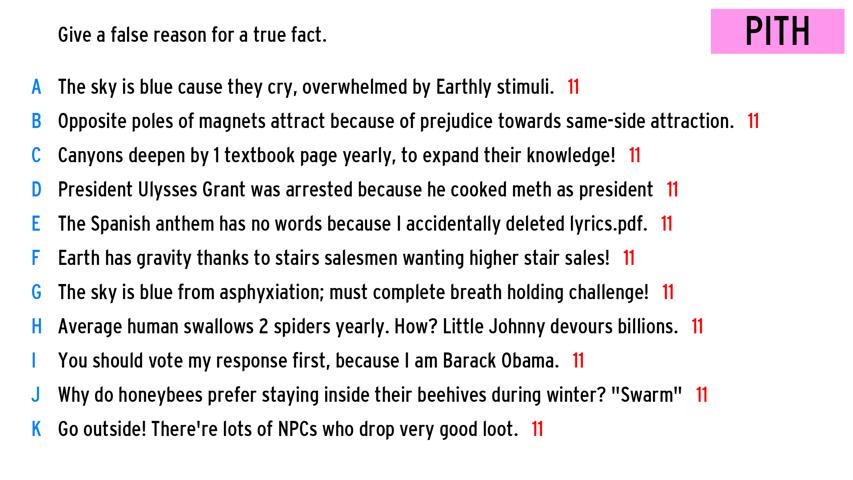 Give a false reason for a true fact.
PITH
A The sky is blue cause they cry, overwhelmed by Earthly stimuli. 11
B Opposite poles of magnets attract because of prejudice towards same-side attraction. 11
C Canyons deepen by 1 textbook page yearly, to expand their knowledge! 11
D President Ulysses Grant was arrested because he cooked meth as president 11
E The Spanish anthem has no words because I accidentally deleted lyrics.pdf. 11
F Earth has gravity thanks to stairs salesmen wanting higher stair sales! 11
G The sky is blue from asphyxiation; must complete breath holding challenge! 11
H Average human swallows 2 spiders yearly. How? Little Johnny devours billions. 11
I You should vote my response first, because I am Barack Obama. 11
J Why do honeybees prefer staying inside their beehives during winter? "Swarm" 11
K Go outside! There're lots of NPCs who drop very good loot. 11